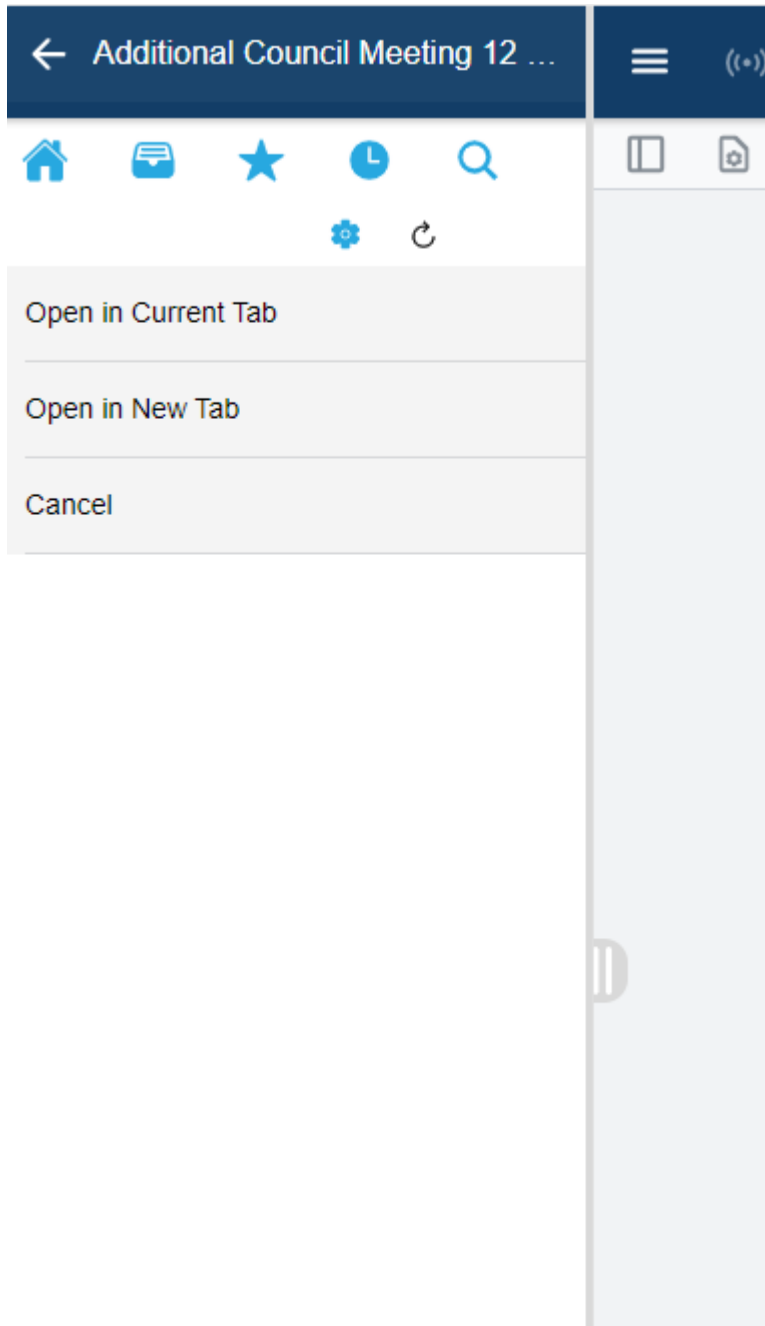 Additional Council Meeting 12 ...
Open in Current Tab
Open in New Tab
Cancel